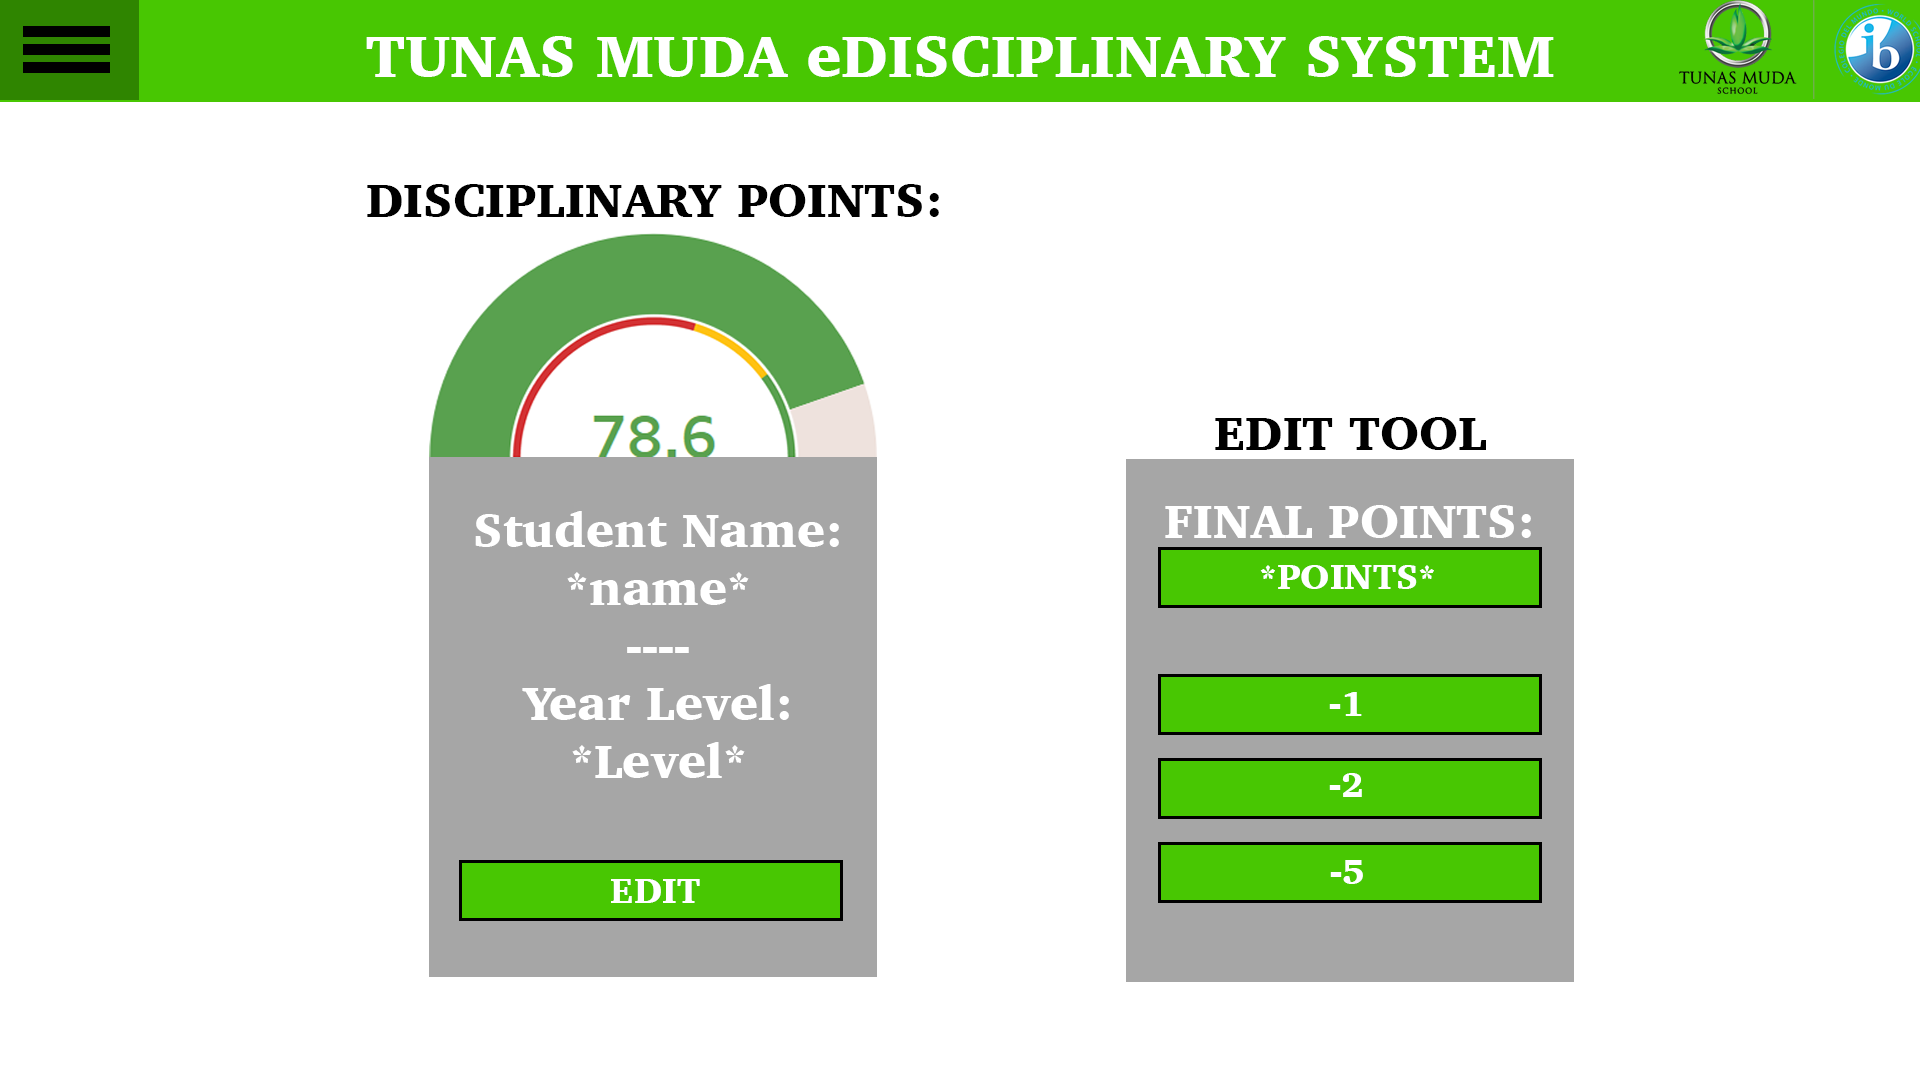 TUNAS MUDA eDISCIPLINARY SYSTEM
TUNAS MUDA
SCHOOL
ib
DISCIPLINARY POINTS:
78.6
Student Name:
*name*
----
Year Level:
*Level*
EDIT
EDIT TOOL
FINAL POINTS:
*POINTS*
-1
-2
-5